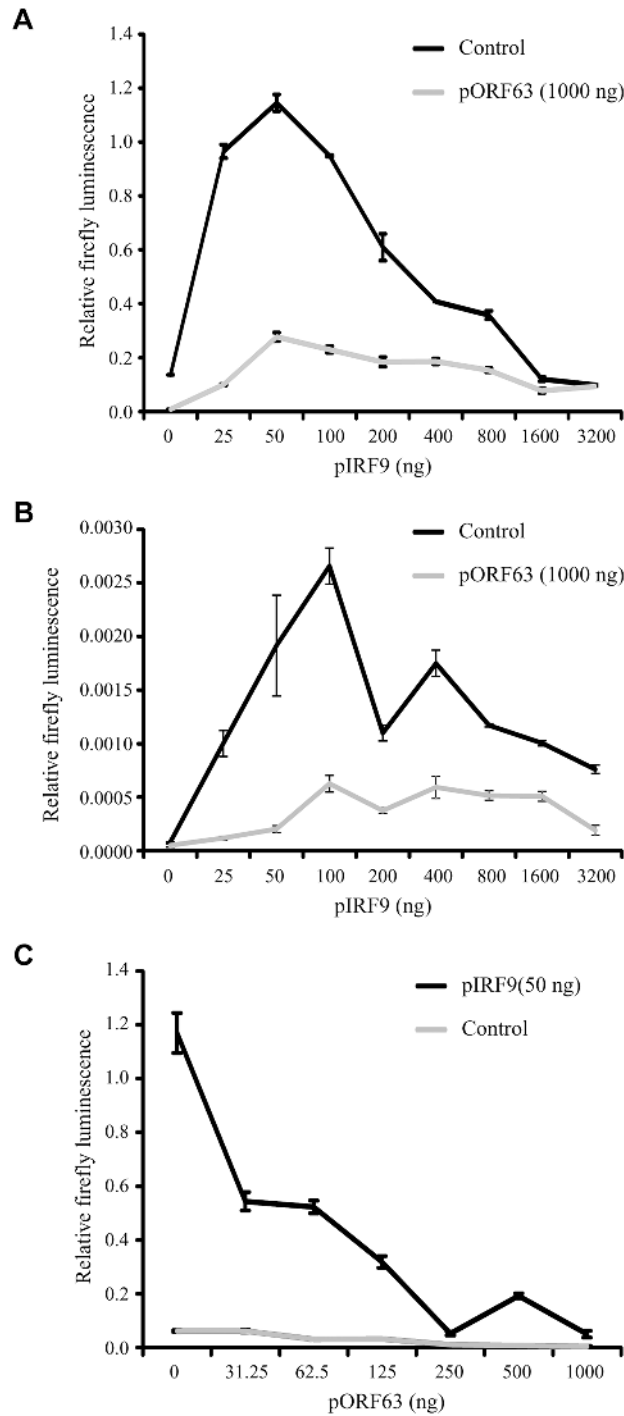 A
Relative firefly luminescence
1.4
1.2
1.0
0.8
0.6
0.4
0.2
0.0
Control
pORF63 (1000 ng)
0 25 50 100 200 400 800 1600 3200
pIRF9 (ng)
B
Relative firefly luminescence
0.0030
0.0025
0.0020
0.0015
0.0010
0.0005
0.0000
Control
pORF63 (1000 ng)
0 25 50 100 200 400 800 1600 3200
pIRF9 (ng)
C
Relative firefly luminescence
1.4
1.2
1.0
0.8
0.6
0.4
0.2
0.0
pIRF9(50 ng)
Control
0 31.25 62.5 125 250 500 1000
pORF63 (ng)